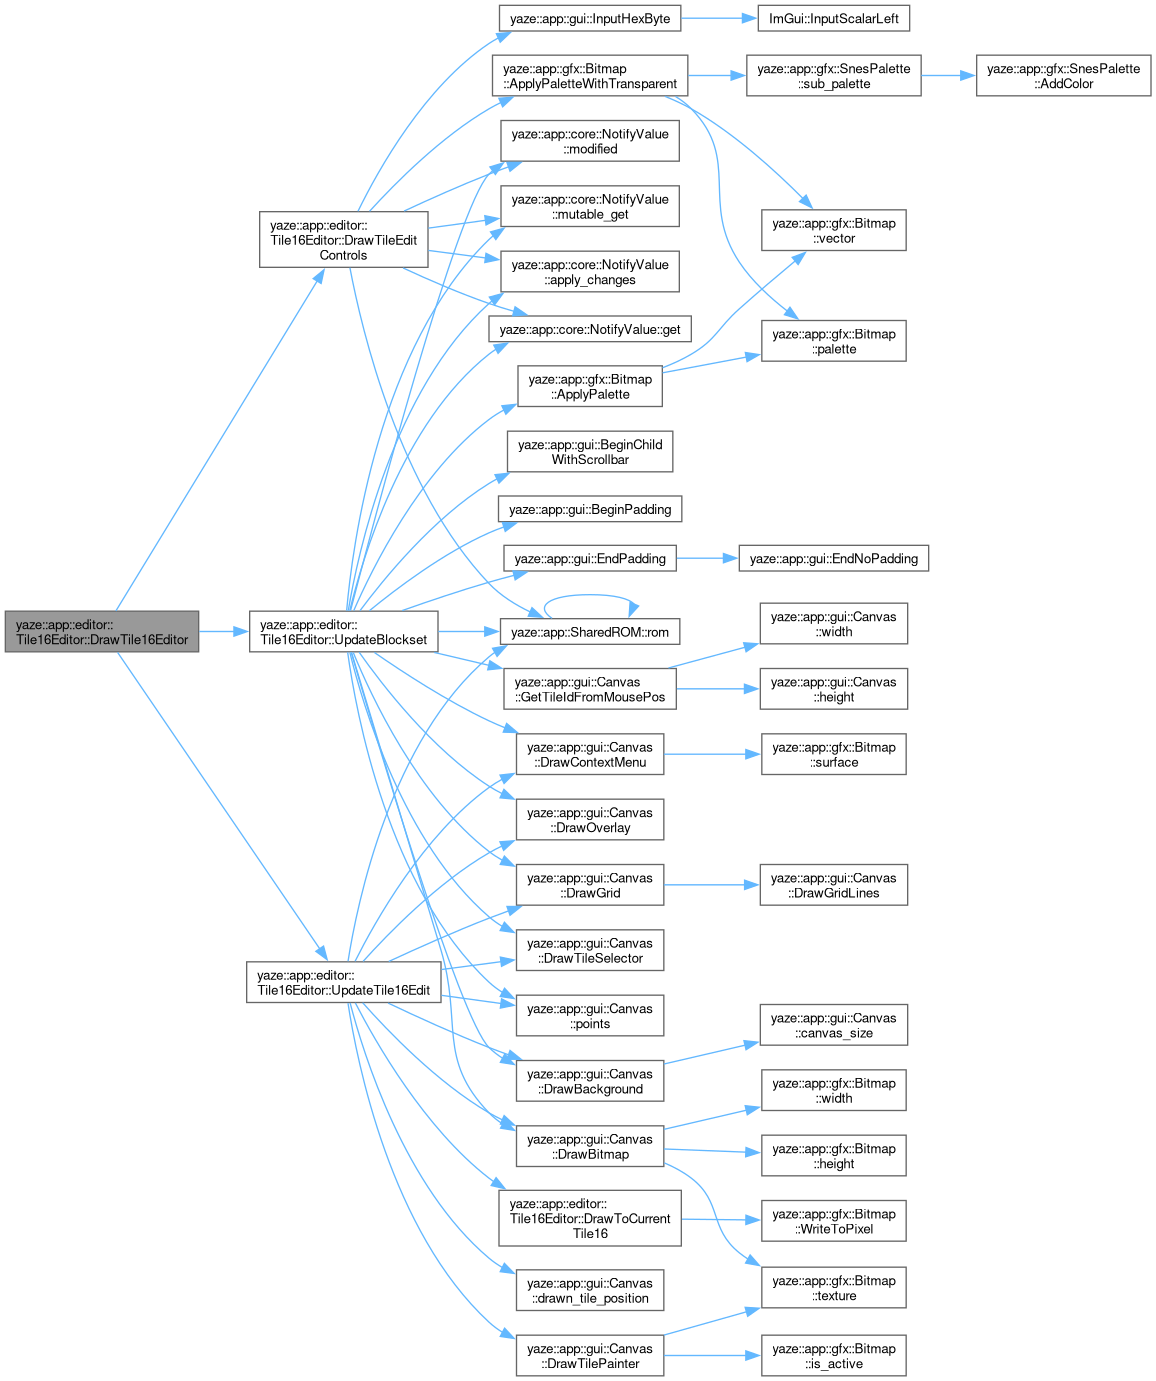 yaze::app::editor::
Tile16Editor::DrawTile16Editor
yaze::app::editor::
Tile16Editor::DrawTileEdit
Controls
yaze::app::editor::
Tile16Editor::UpdateBlockset
yaze::app::editor::
Tile16Editor::UpdateTile16Edit
yaze::app::gui::InputHexByte
yaze::app::gfx::Bitmap
::ApplyPaletteWithTransparent
yaze::app::core::NotifyValue
::modified
yaze::app::core::NotifyValue
::mutable_get
yaze::app::core::NotifyValue
::apply_changes
yaze::app::core::NotifyValue::get
yaze::app::gfx::Bitmap
::ApplyPalette
yaze::app::gui::BeginChild
WithScrollbar
yaze::app::gui::BeginPadding
yaze::app::gui::EndPadding
yaze::app::SharedROM::rom
yaze::app::gui::Canvas
::GetTileIdFromMousePos
yaze::app::gui::Canvas
::DrawContextMenu
yaze::app::gui::Canvas
::DrawOverlay
yaze::app::gui::Canvas
::DrawGrid
yaze::app::gui::Canvas
::DrawTileSelector
yaze::app::gui::Canvas
::points
yaze::app::gui::Canvas
::DrawBackground
yaze::app::gui::Canvas
::DrawBitmap
yaze::app::editor::
Tile16Editor::DrawToCurrent
Tile16
yaze::app::gui::Canvas
::drawn_tile_position
yaze::app::gui::Canvas
::DrawTilePainter
ImGui::InputScalarLeft
yaze::app::gfx::SnesPalette
::sub_palette
yaze::app::gfx::SnesPalette
::AddColor
yaze::app::gfx::Bitmap
::vector
yaze::app::gfx::Bitmap
::palette
yaze::app::gui::EndNoPadding
yaze::app::gui::Canvas
::width
yaze::app::gui::Canvas
::height
yaze::app::gfx::Bitmap
::surface
yaze::app::gui::Canvas
::DrawGridLines
yaze::app::gui::Canvas
::canvas_size
yaze::app::gfx::Bitmap
::width
yaze::app::gfx::Bitmap
::height
yaze::app::gfx::Bitmap
::WriteToPixel
yaze::app::gfx::Bitmap
::texture
yaze::app::gfx::Bitmap
::is_active